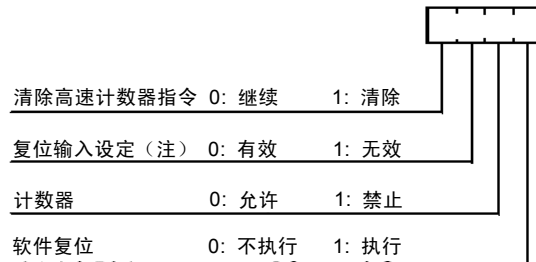 清除高速计数器指令 0: 继续 1: 清除
复位输入设定（注） 0: 有效 1: 无效
计数器 0: 允许 1: 禁止
软件复位 0: 不执行 1: 执行